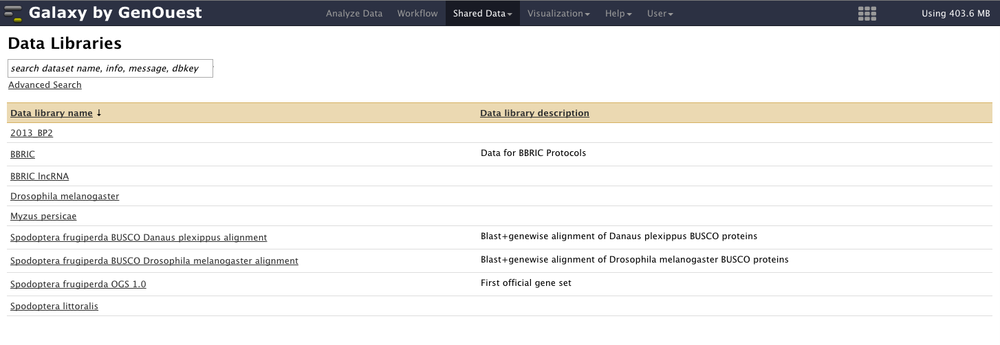 Galaxy by GenOuest Analyze Data Workflow Shared Data Visualization Help User Using 403.6 MB
Data Libraries
search dataset name, info, message, dbkey
Advanced Search
Data library name ↓ Data library description
2013_BP2
BBRIC Data for BBRIC Protocols
BBRIC lncRNA
Drosophila melanogaster
Myzus persicae
Spodoptera frugiperda BUSCO Danaus plexippus alignment Blast+genewise alignment of Danaus plexippus BUSCO proteins
Spodoptera frugiperda BUSCO Drosophila melanogaster alignment Blast+genewise alignment of Drosophila melanogaster BUSCO proteins
Spodoptera frugiperda OGS 1.0 First official gene set
Spodoptera littoralis